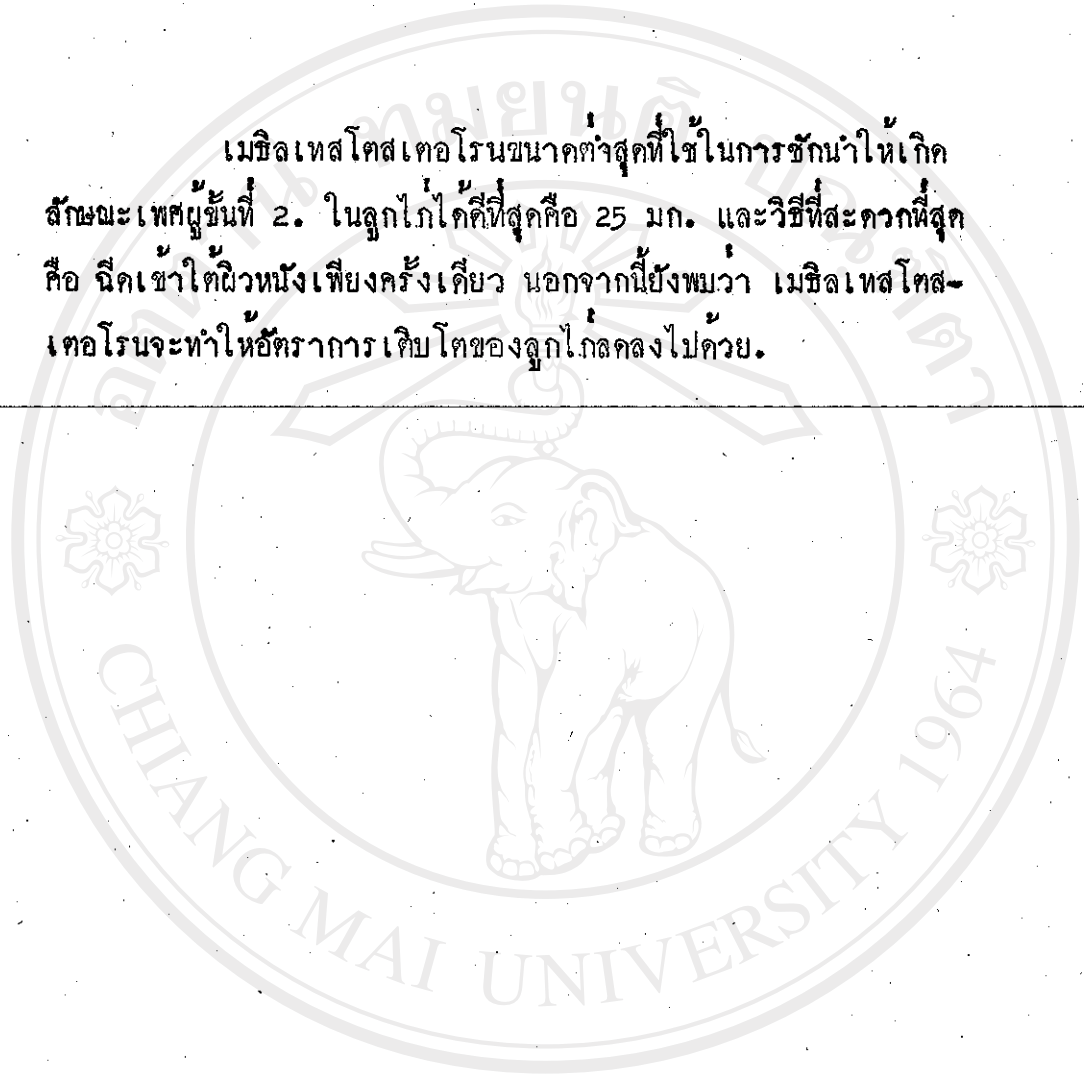 เมธิลเทสโตสเตอโรนขนาดต่ำสุดที่ใช้ในการชักนำให้เกิด
ลักษณะเพศผู้ขั้นที่ 2. ในลูกไก่ได้ดีที่สุดคือ 25 มก. และวิธีที่สะดวกที่สุด
คือ ฉีดเข้าใต้ผิวหนังเพียงครั้งเดียว นอกจากนี้ยังพบว่า เมธิลเทสโตส-
เตอโรนจะทำให้อัตราการเติบโตของลูกไก่ลดลงไปด้วย.
CHIANG MAI UNIVERSITY 1964